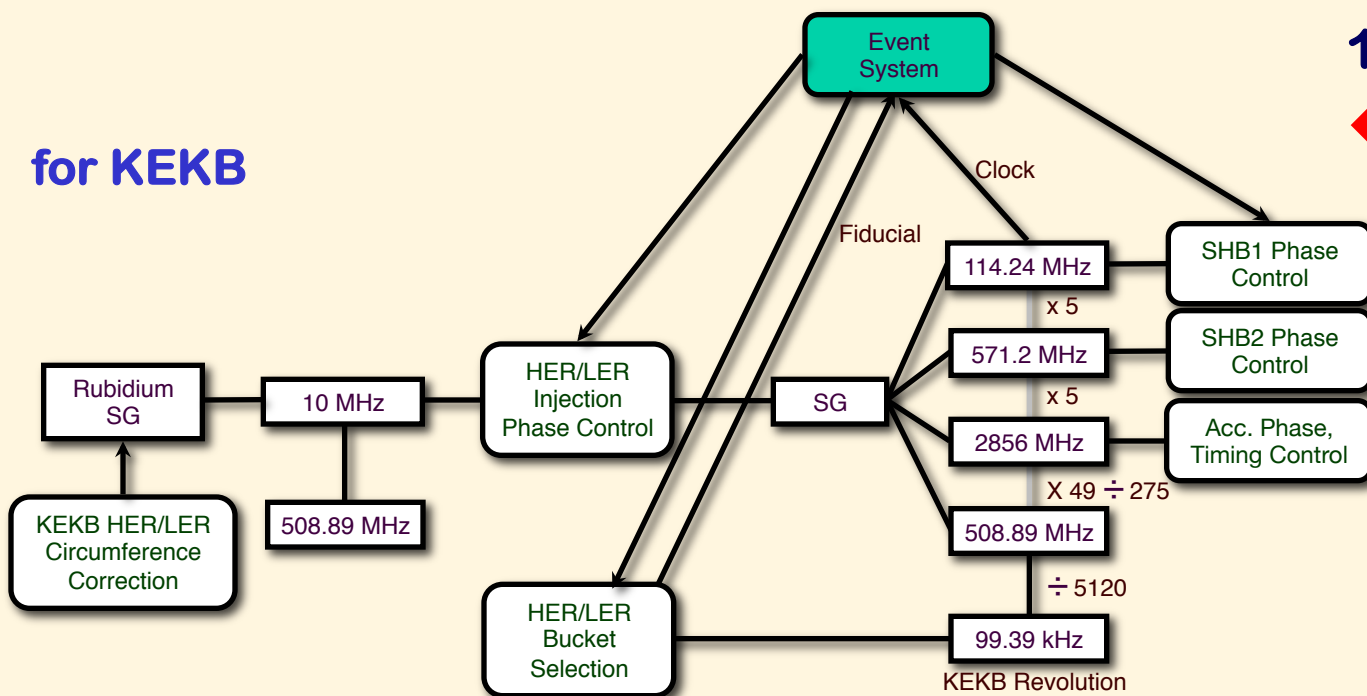 Event
System
1
for KEKB
Clock
Fiducial
114.24 MHz
SHB1 Phase
Control
x 5
571.2 MHz
SHB2 Phase
Control
x 5
Rubidium
SG
10 MHz
HER/LER
Injection
Phase Control
SG
2856 MHz
Acc. Phase,
Timing Control
X 49 ÷ 275
KEKB HER/LER
Circumference
Correction
508.89 MHz
508.89 MHz
÷ 5120
HER/LER
Bucket
Selection
99.39 kHz
KEKB Revolution